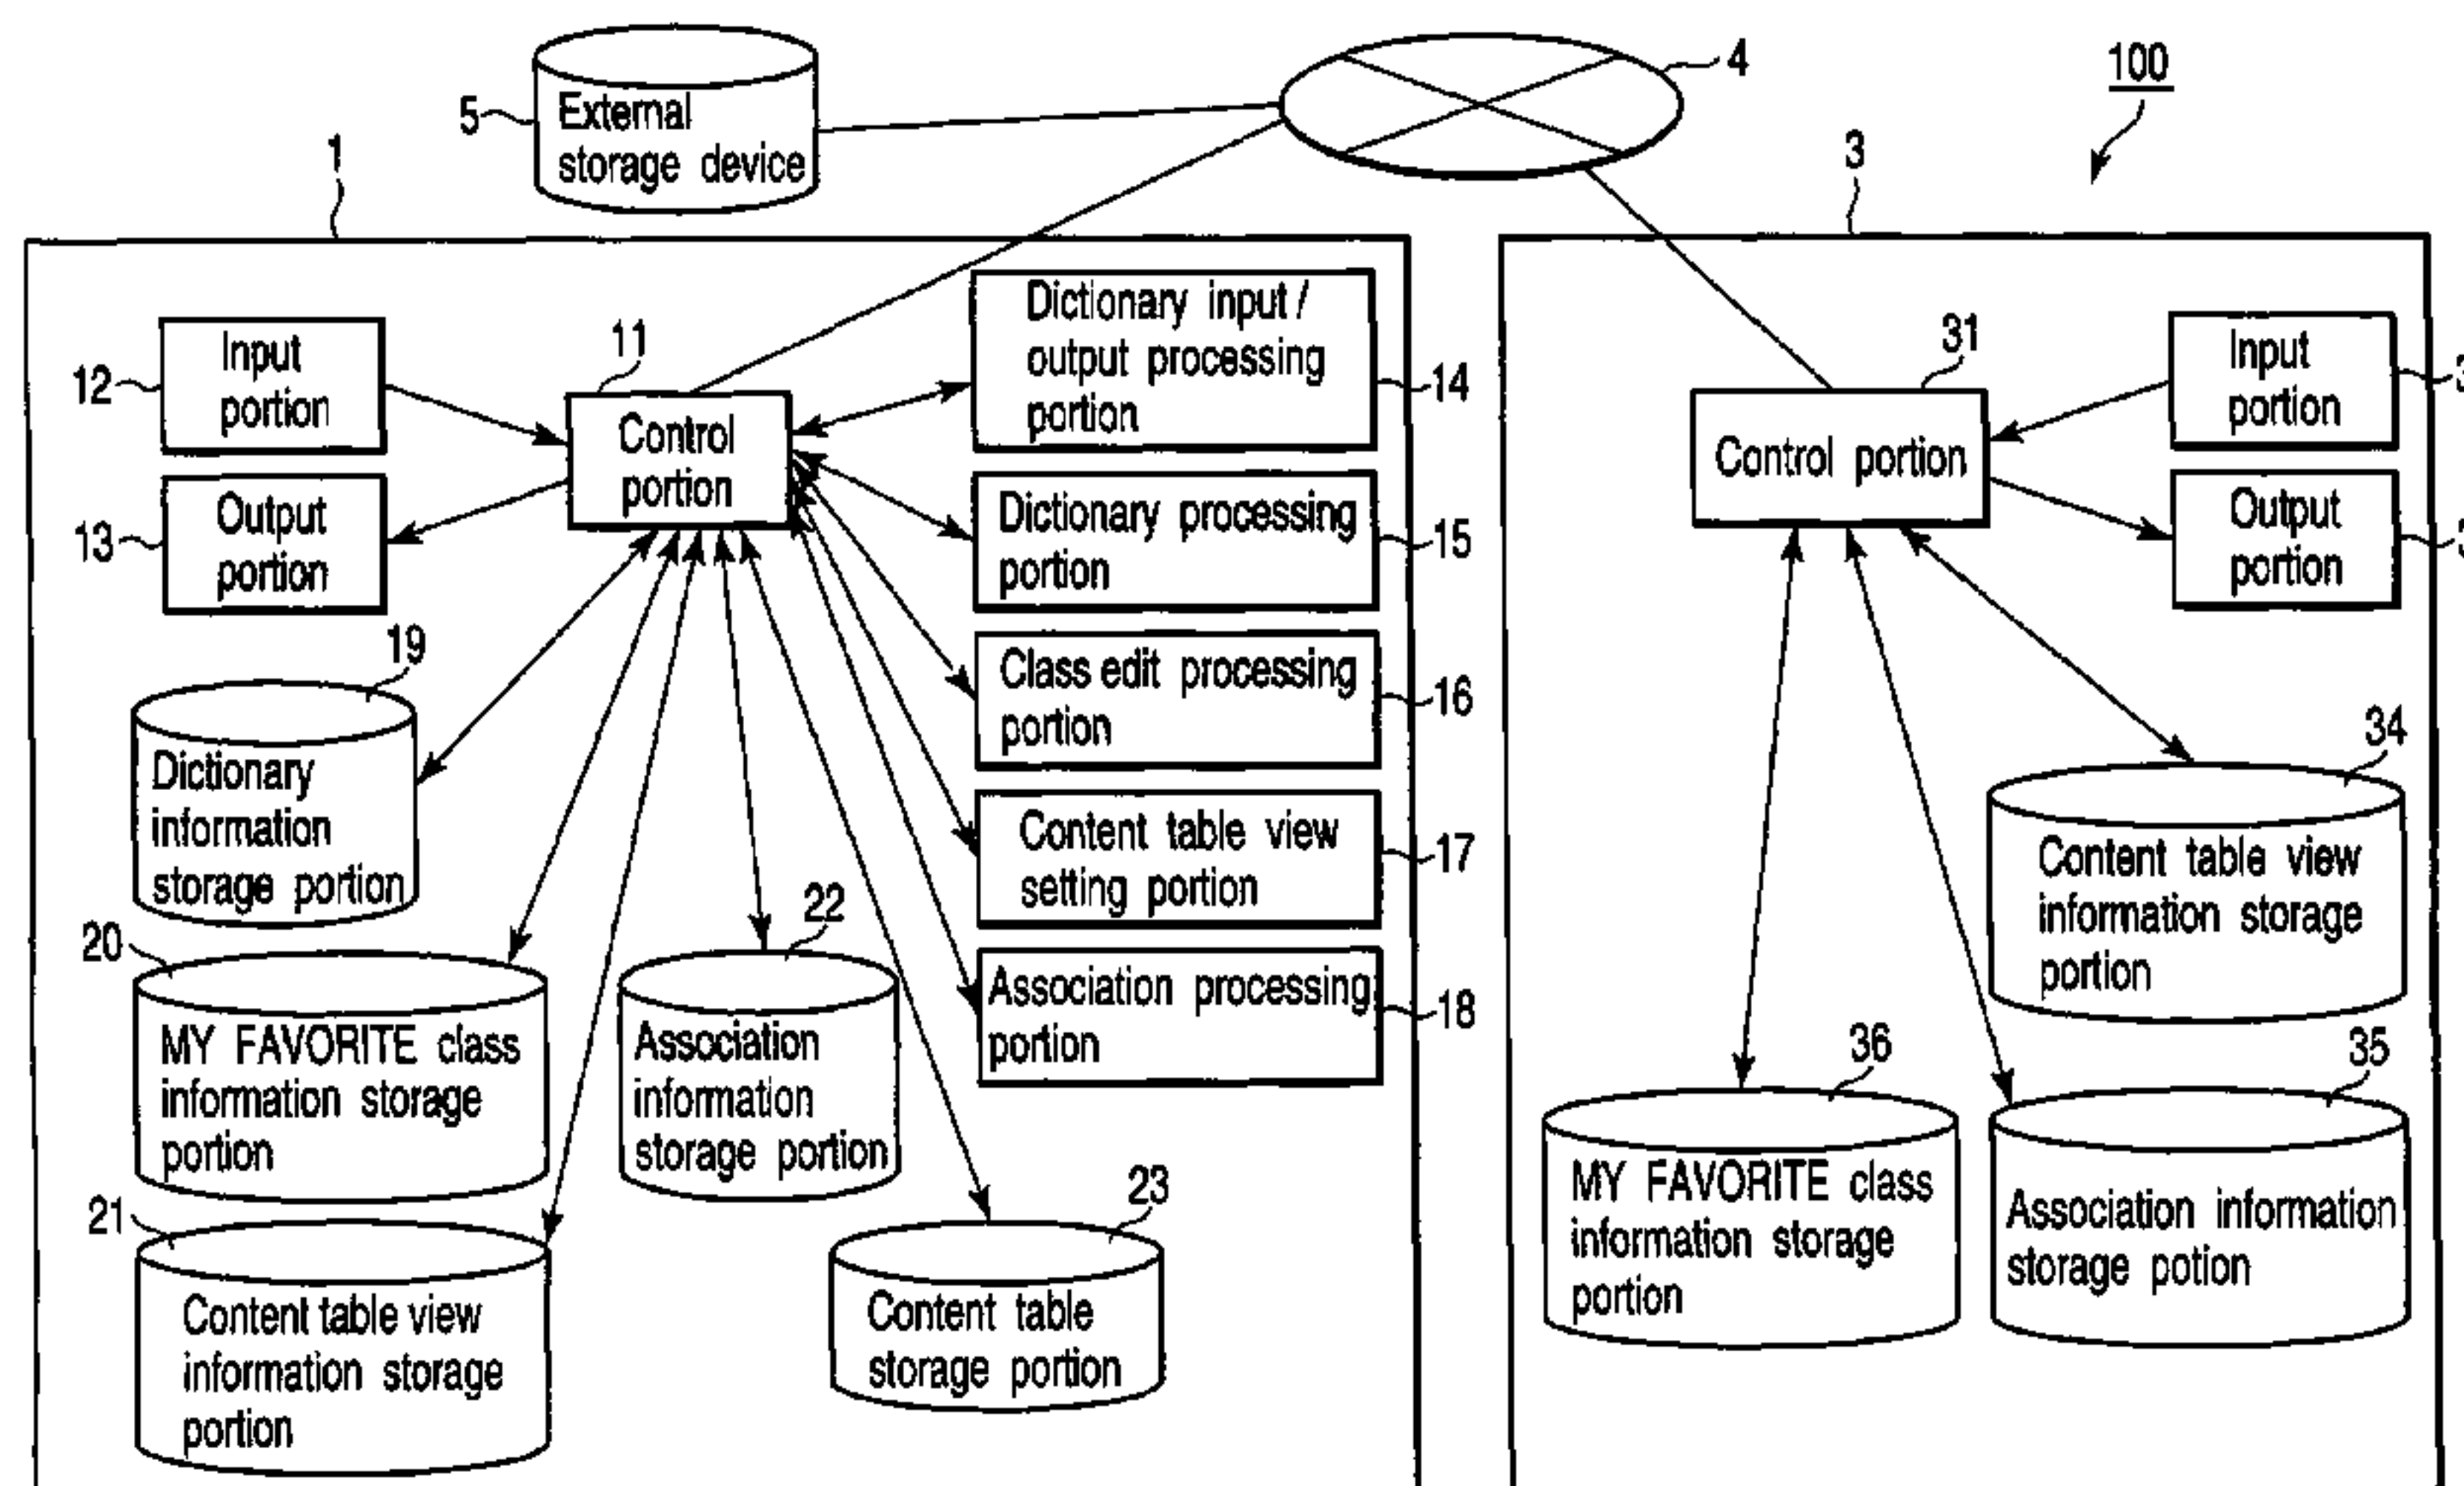 5
External
storage device
4
100
1
3
12
Input
portion
11
Control
portion
Dictionary input /
output processing
portion
14
13
Output
portion
Dictionary processing
portion
15
Class edit processing
portion
16
Content table view
setting portion
17
Association processing
portion
18
19
Dictionary
information
storage portion
20
MY FAVORITE class
information storage
portion
21
Content table view
information storage
portion
22
Association
information
storage portion
23
Content table
storage portion
31
Control portion
Input
portion
3
Output
portion
34
Content table view
information storage
portion
36
MY FAVORITE class
information storage
portion
35
Association information
storage potion